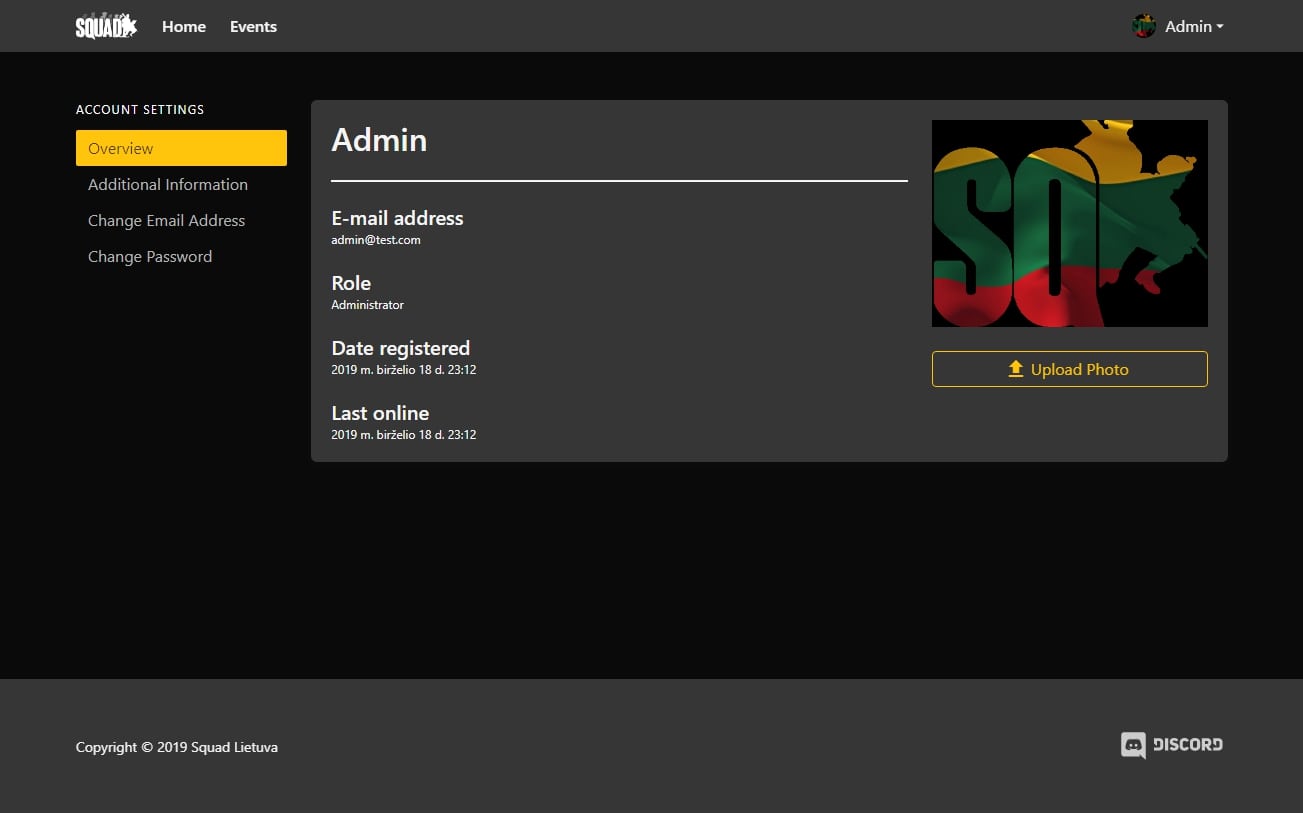 SQUAD
Home
Events
Admin
ACCOUNT SETTINGS
Overview
Additional Information
Change Email Address
Change Password
Admin
E-mail address
admin@test.com
Role
Administrator
Date registered
2019 m. birželio 18 d. 23:12
Last online
2019 m. birželio 18 d. 23:12
SQ
Upload Photo
Copyright © 2019 Squad Lietuva
DISCORD